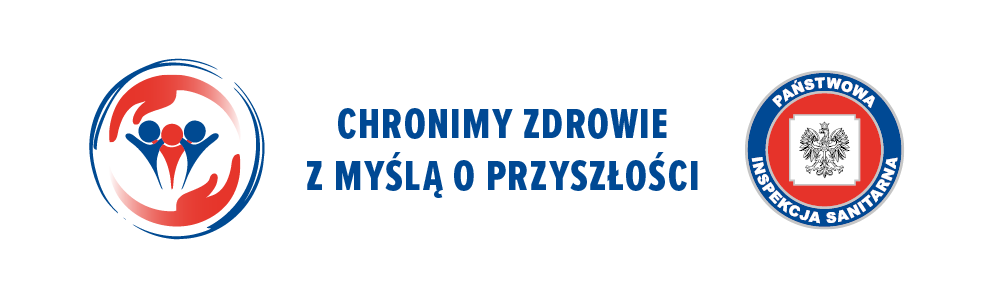 CHRONIMY ZDROWIE
Z MYŚLĄ O PRZYSZŁOŚCI
PAŃSTWOWA
INSPEKCJA SANITARNA